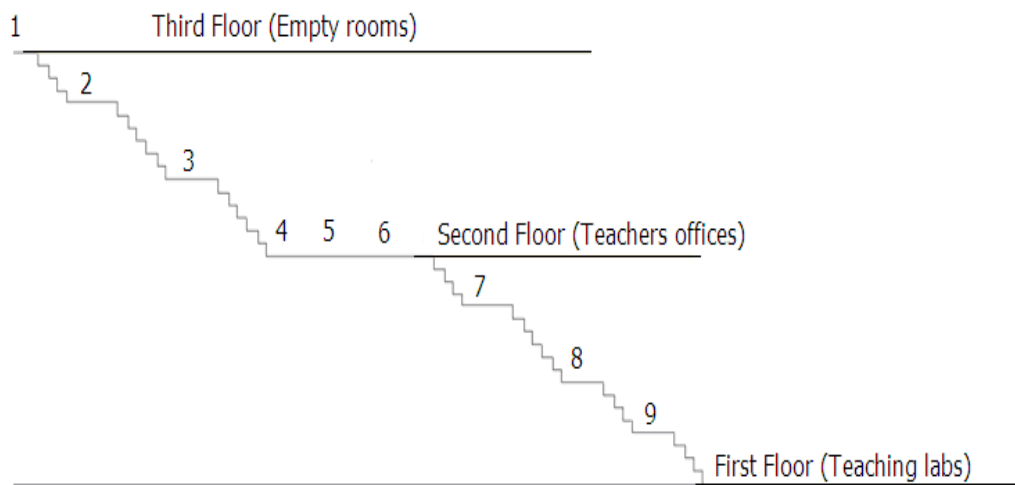 1 Third Floor (Empty rooms)
2
3
4 5 6 Second Floor (Teachers offices)
7
8
9
First Floor (Teaching labs)